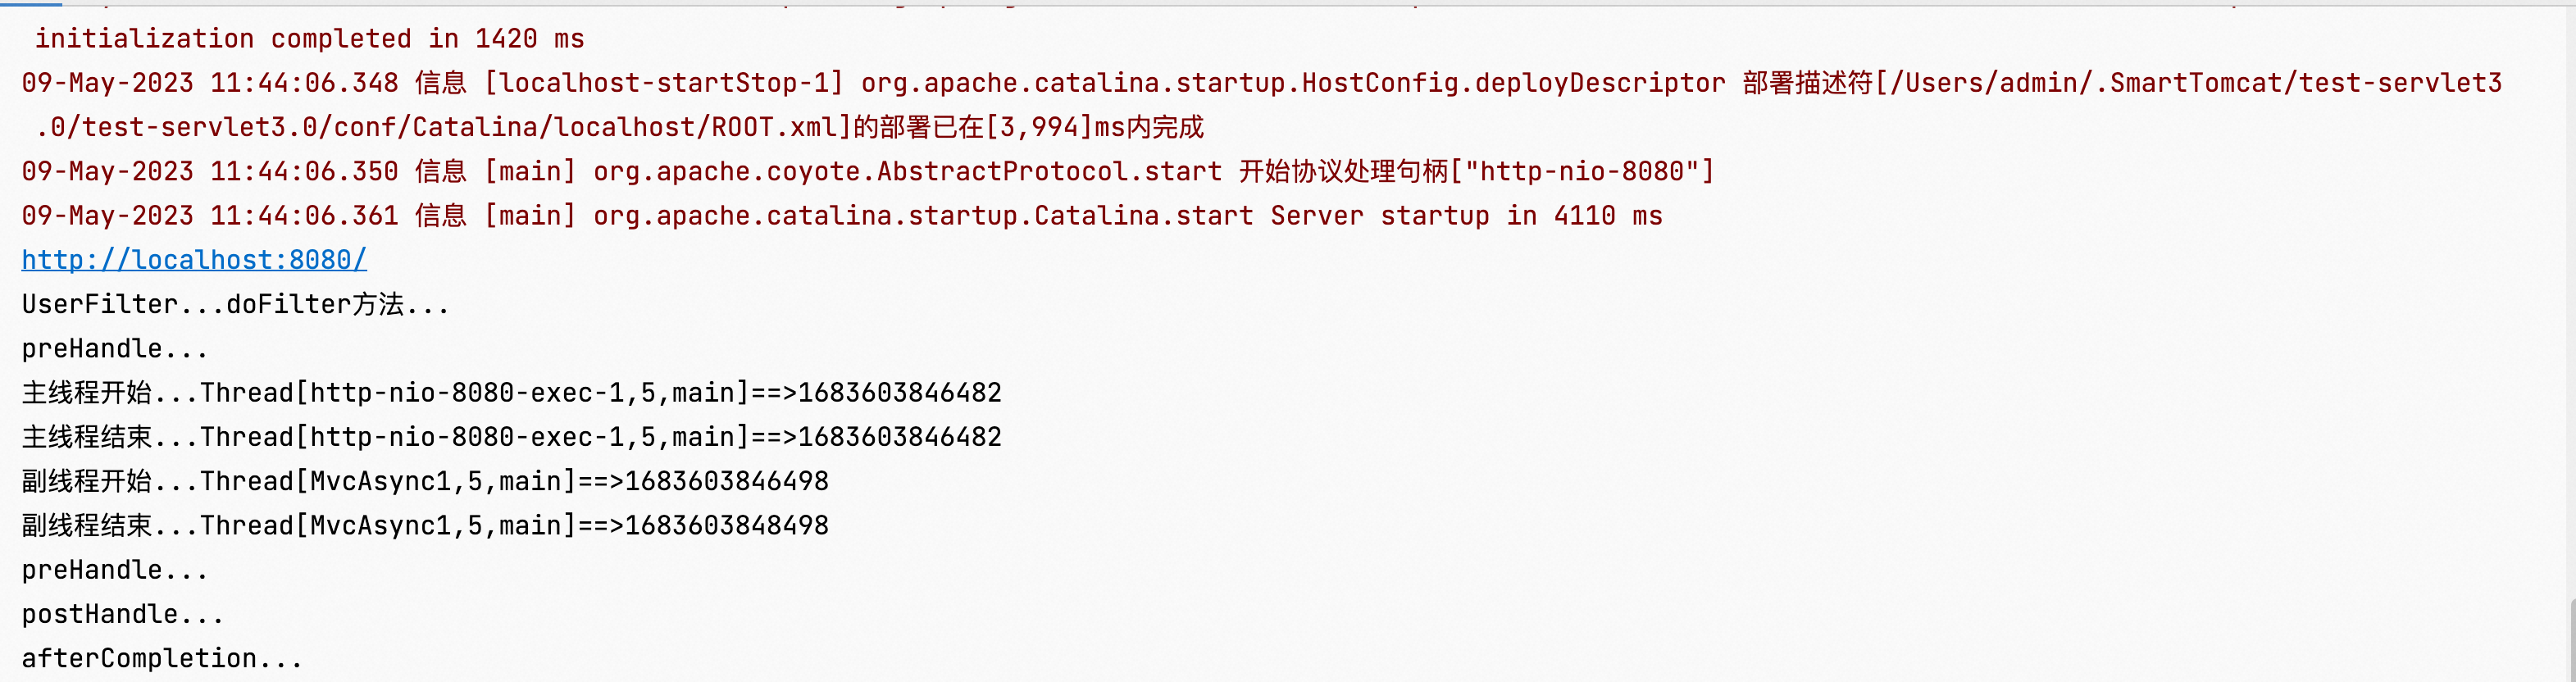 initialization completed in 1420 ms
09-May-2023 11:44:06.348 信息 [localhost-startStop-1] org.apache.catalina.startup.HostConfig.deployDescriptor 部署描述符[/Users/admin/.SmartTomcat/test-servlet3
.0/test-servlet3.0/conf/Catalina/localhost/ROOT.xml]的部署已在[3,994]ms内完成
09-May-2023 11:44:06.350 信息 [main] org.apache.coyote.AbstractProtocol.start 开始协议处理句柄["http-nio-8080"]
09-May-2023 11:44:06.361 信息 [main] org.apache.catalina.startup.Catalina.start Server startup in 4110 ms
http://localhost:8080/
UserFilter...doFilter方法...
preHandle...
主线程开始...Thread[http-nio-8080-exec-1,5,main]==>1683603846482
主线程结束...Thread[http-nio-8080-exec-1,5,main]==>1683603846482
副线程开始...Thread[MvcAsync1,5,main]==>1683603846498
副线程结束...Thread[MvcAsync1,5,main]==>1683603848498
preHandle...
postHandle...
afterCompletion...